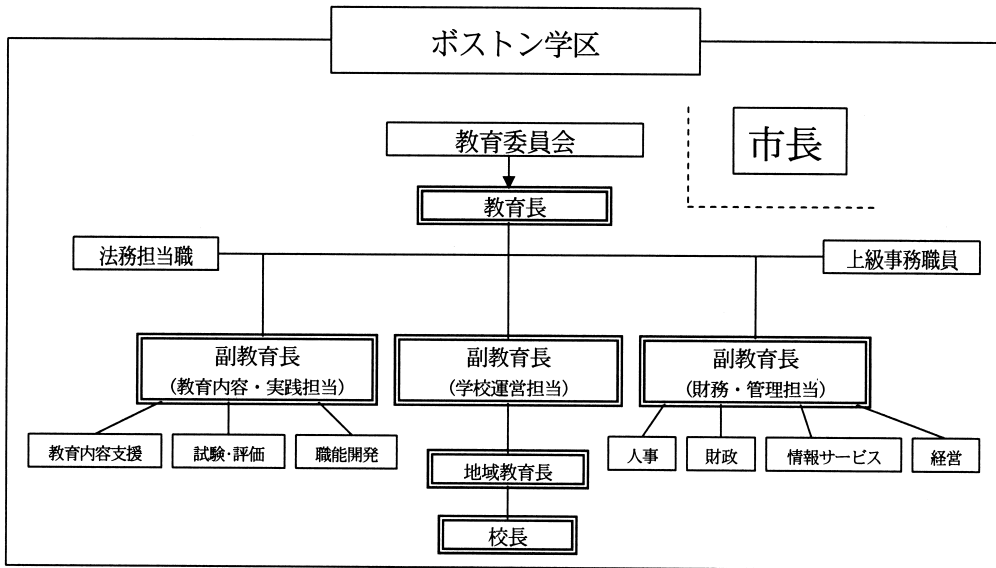 ボストン学区
市長
教育委員会
教育長
法務担当職
上級事務職員
副教育長
(教育内容・実践担当)
副教育長
(学校運営担当)
副教育長
(財務・管理担当)
教育内容支援
試験・評価
職能開発
人事
財政
情報サービス
経営
地域教育長
校長